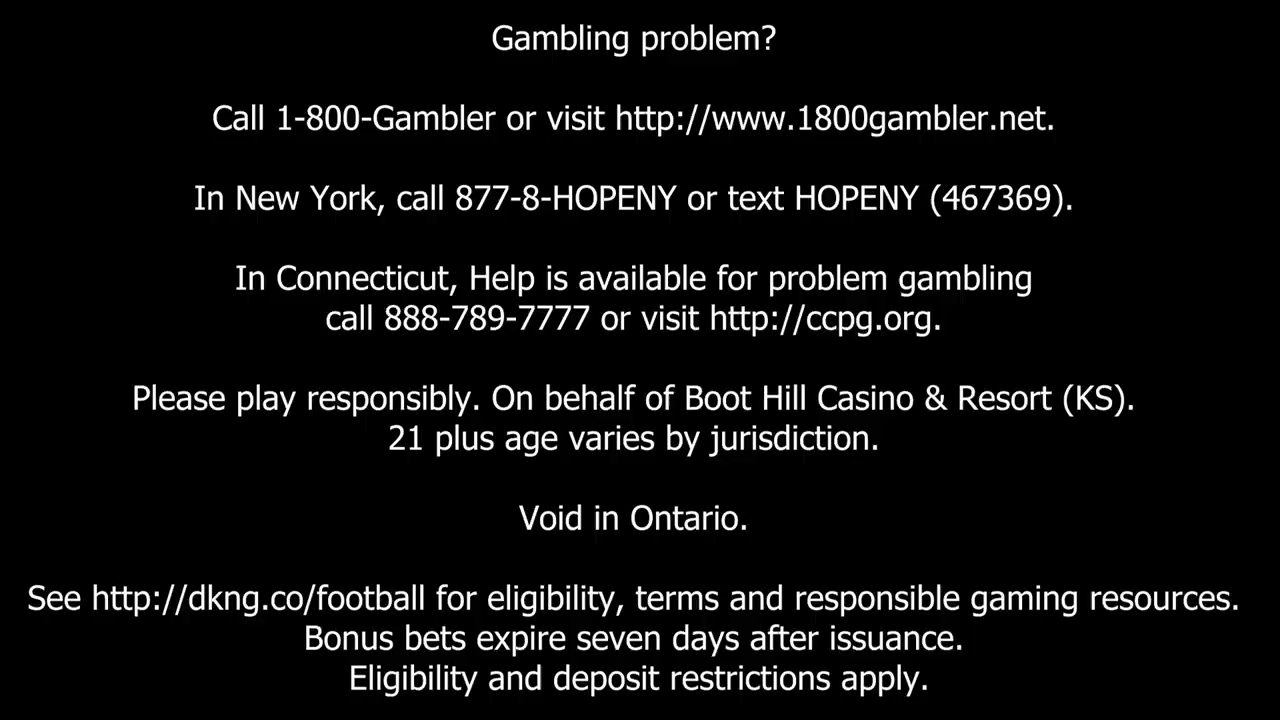 Gambling problem?
Call 1-800-Gambler or visit http://www.1800gambler.net.
In New York, call 877-8-HOPENY or text HOPENY (467369).
In Connecticut, Help is available for problem gambling
call 888-789-7777 or visit http://ccpg.org.
Please play responsibly. On behalf of Boot Hill Casino & Resort (KS).
21 plus age varies by jurisdiction.
Void in Ontario.
See http://dkng.co/football for eligibility, terms and responsible gaming resources.
Bonus bets expire seven days after issuance.
Eligibility and deposit restrictions apply.